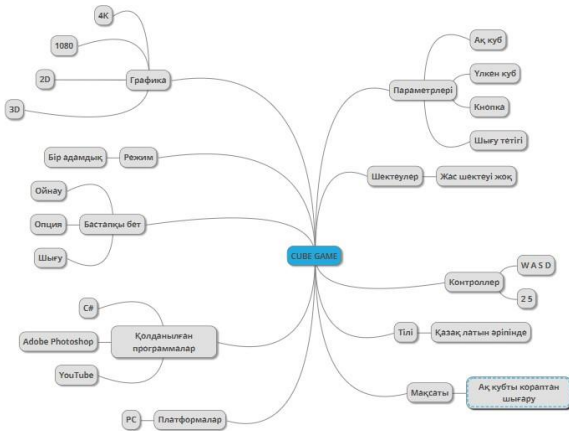 4K
1080
2D
3D
Графика
Бір адамдық
Режим
Ойнау
Опция
Шығу
Бастапқы бет
C#
Adobe Photoshop
YouTube
Қолданылған
программалар
PC
Платформалар
CUBE GAME
Параметрлері
Ақ куб
Үлкен куб
Кнопка
Шығу тетігі
Шектеулер
Жас шектеуі жоқ
Контроллер
W A S D
2 5
Тілі
Қазақ латын әріпінде
Мақсаты
Ақ кубты кораптан
шығару